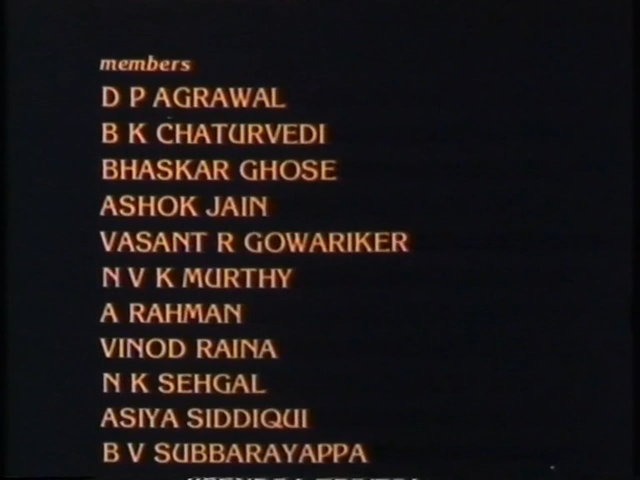 members
D P AGRAWAL
B K CHATURVEDI
BHASKAR GHOSE
ASHOK JAIN
VASANT R GOWARIKER
N V K MURTHY
A RAHMAN
VINOD RAINA
N K SEHGAL
ASIYA SIDDIQUI
B V SUBBARAYAPPA